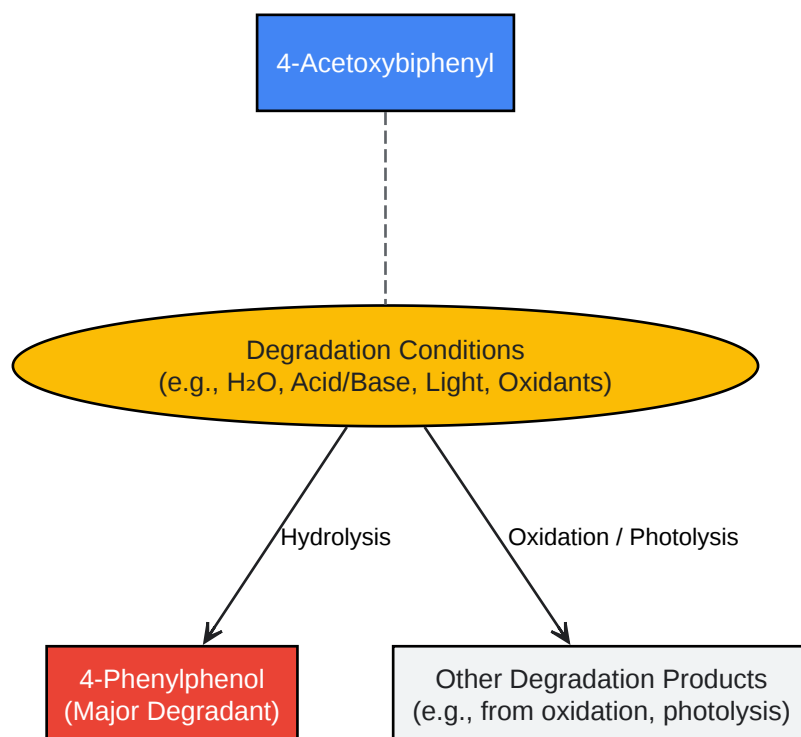 4-Acetoxybiphenyl
Degradation Conditions
(e.g., H₂O, Acid/Base, Light, Oxidants)
Hydrolysis
Oxidation / Photolysis
4-Phenylphenol
(Major Degradant)
Other Degradation Products
(e.g., from oxidation, photolysis)